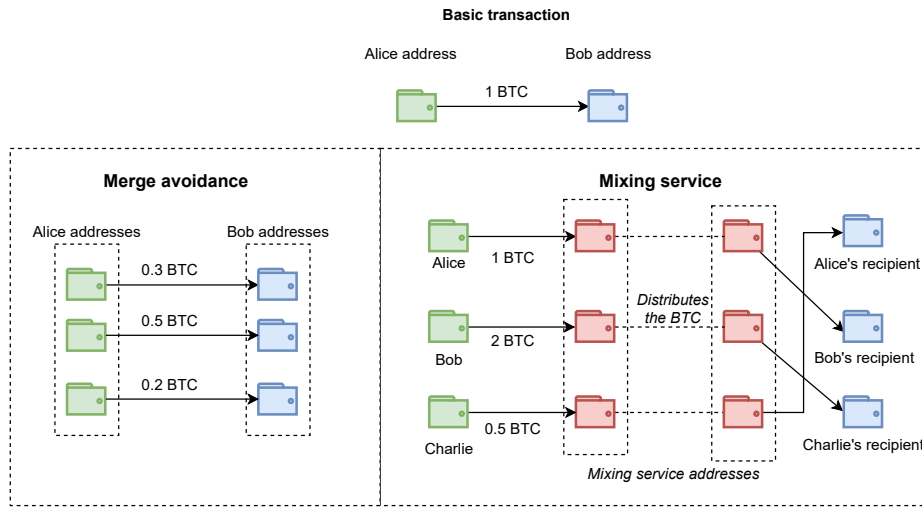 Basic transaction
Alice address
Bob address
1 BTC
Merge avoidance
Alice addresses
Bob addresses
0.3 BTC
0.5 BTC
0.2 BTC
Mixing service
Alice
1 BTC
Bob
2 BTC
Charlie
0.5 BTC
Distributes
the BTC
Mixing service addresses
Alice's recipient
Bob's recipient
Charlie's recipient